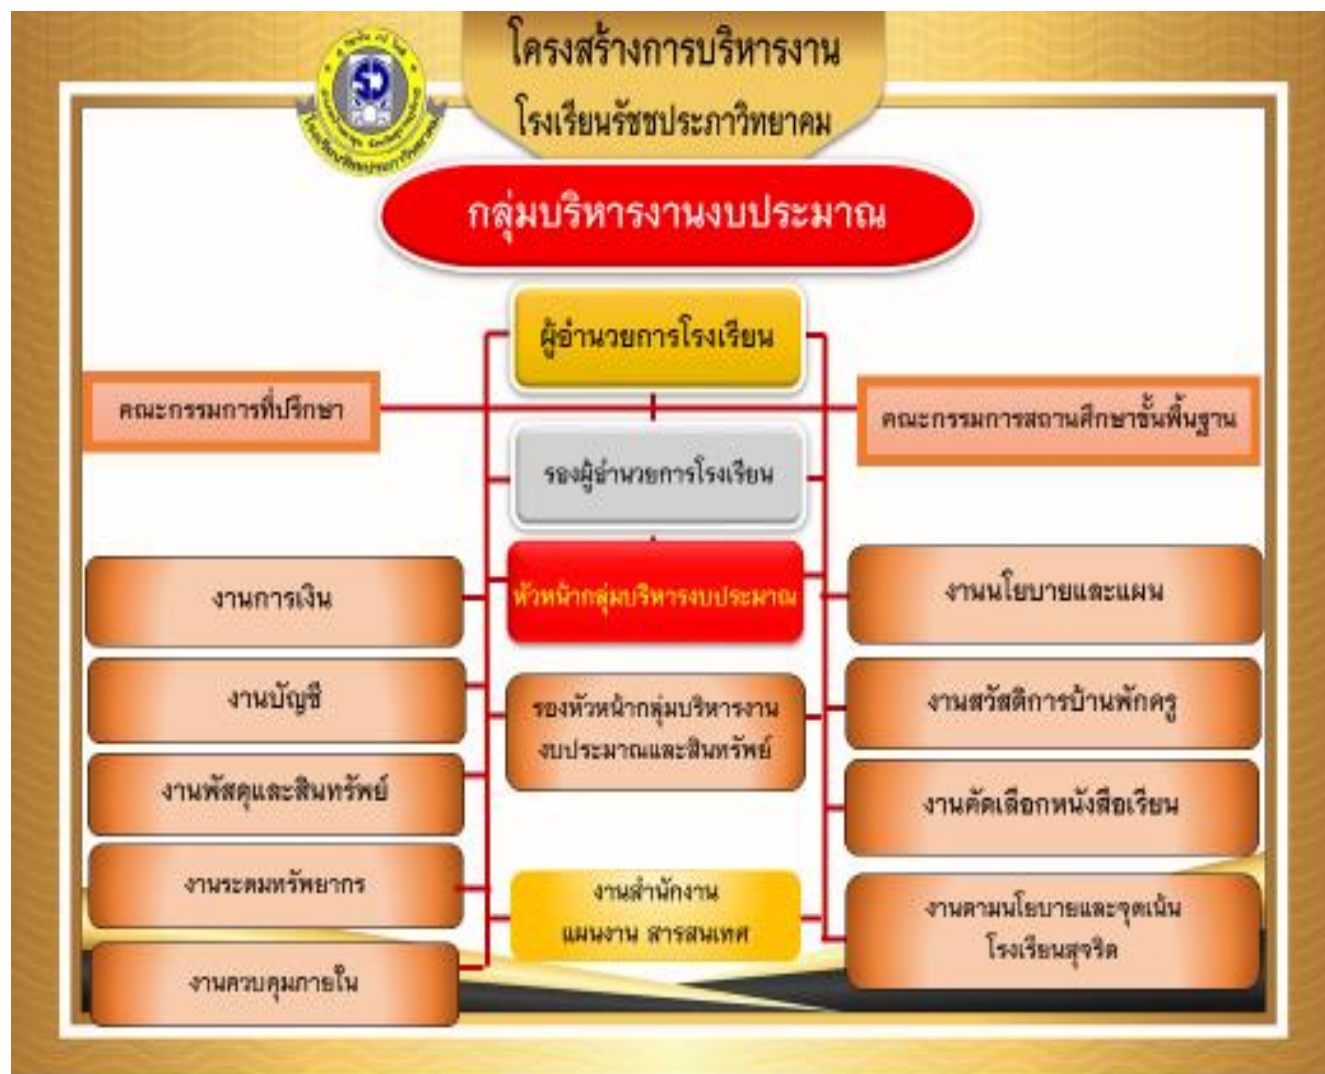 โครงสร้างการบริหารงาน
โรงเรียนรัชชประภาวิทยาคม
กลุ่มบริหารงานงบประมาณ
ผู้อำนวยการโรงเรียน
คณะกรรมการที่ปรึกษา
คณะกรรมการสถานศึกษาขั้นพื้นฐาน
รองผู้อำนวยการโรงเรียน
งานการเงิน
หัวหน้ากลุ่มบริหารงบประมาณ
งานนโยบายและแผน
งานบัญชี
รองหัวหน้ากลุ่มบริหารงาน
งบประมาณและสินทรัพย์
งานสวัสดิการบ้านพักครู
งานพัสดุและสินทรัพย์
งานคัดเลือกหนังสือเรียน
งานระดมทรัพยากร
งานสำนักงาน
แผนงาน สารสนเทศ
งานตามนโยบายและจุดเน้น
โรงเรียนสุจริต
งานควบคุมภายใน